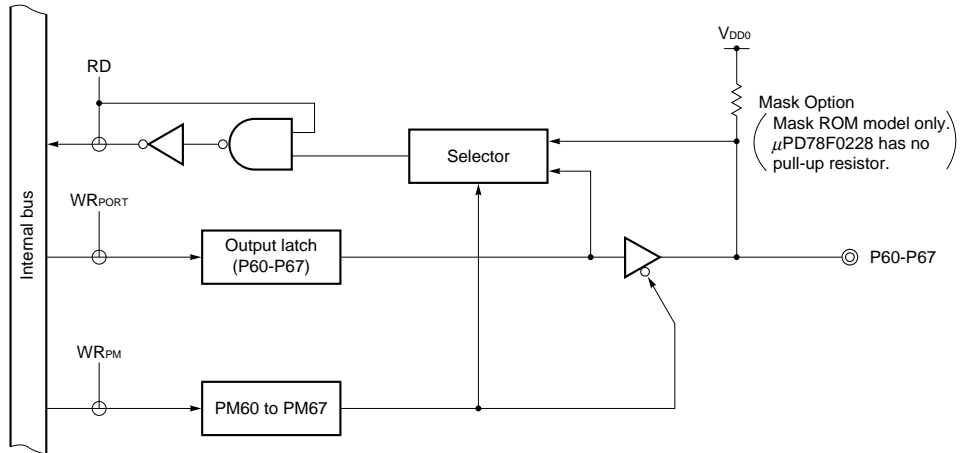 VDD0
RD
Mask Option
Mask ROM model only.
μPD78F0228 has no
pull-up resistor.
Selector
WRPORT
Internal bus
Output latch
(P60-P67)
P60-P67
WRPM
PM60 to PM67